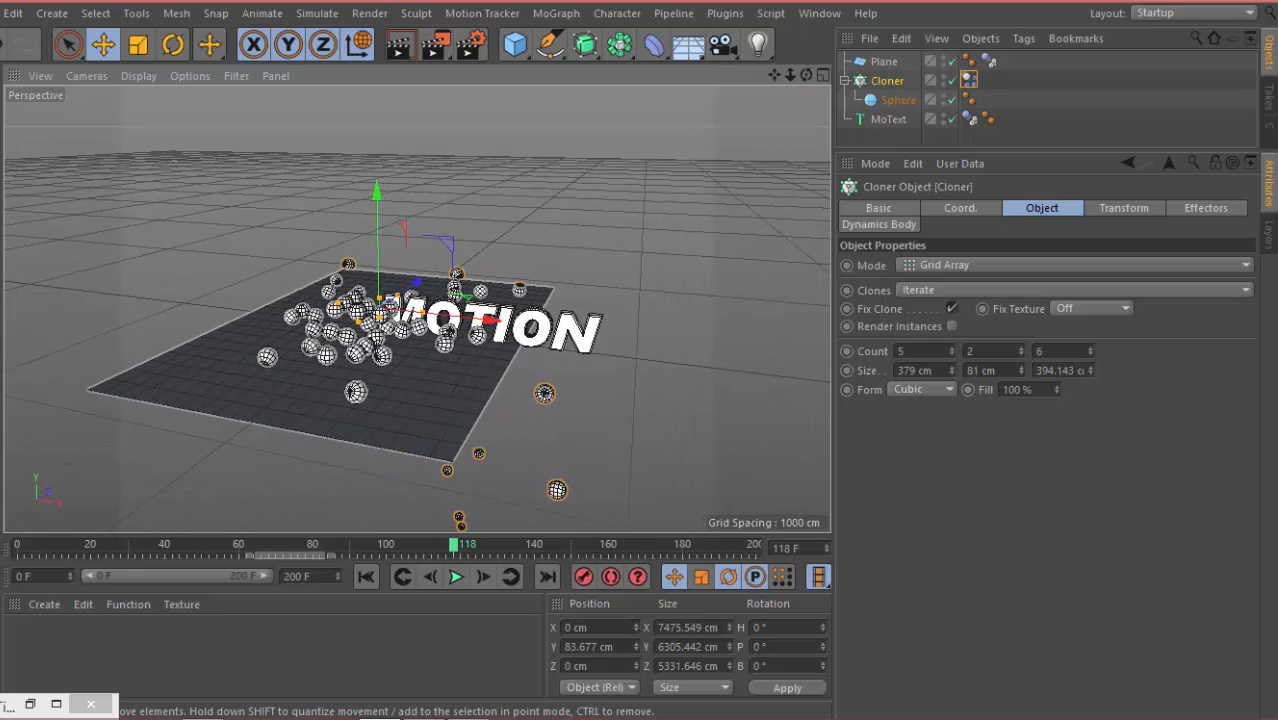 Edit Create Select Tools Mesh Snap Animate Simulate Render Sculpt Motion Tracker MoGraph Character Pipeline Plugins Script Window Help Layout: Startup
X Y Z
File Edit View Objects Tags Bookmarks
Plane
Cloner
Sphere
MoText
Objects
Takes
Attributes
Layers
View Cameras Display Options Filter Panel
Perspective
MOTION
Y
X
Grid Spacing : 1000 cm
Mode Edit User Data
Cloner Object [Cloner]
Basic Coord. Object Transform Effectors
Dynamics Body
Object Properties
Mode Grid Array
Clones Iterate
Fix Clone Fix Texture Off
Render Instances
Count 5 2 6
Size 379 cm 81 cm 394.143 c
Form Cubic Fill 100 %
0 20 40 60 80 100 118 140 160 180 20 118 F
0 F 0 F 200 F 200 F
P
Create Edit Function Texture
Position Size Rotation
X 0 cm X 7475.549 cm H 0 °
Y 83.677 cm Y 6305.442 cm P 0 °
Z 0 cm Z 5331.646 cm B 0 °
Object (Rel) Size Apply
Ti...
ve elements. Hold down SHIFT to quantize movement / add to the selection in point mode, CTRL to remove.